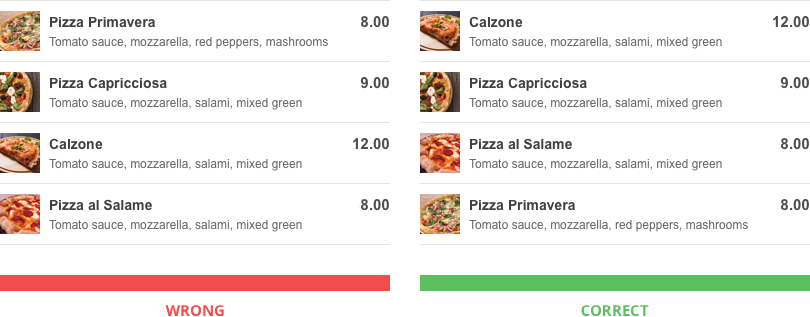 Pizza Primavera 8.00
Tomato sauce, mozzarella, red peppers, mashrooms
Pizza Capricciosa 9.00
Tomato sauce, mozzarella, salami, mixed green
Calzone 12.00
Tomato sauce, mozzarella, salami, mixed green
Pizza al Salame 8.00
Tomato sauce, mozzarella, salami, mixed green
WRONG
Calzone 12.00
Tomato sauce, mozzarella, salami, mixed green
Pizza Capricciosa 9.00
Tomato sauce, mozzarella, salami, mixed green
Pizza al Salame 8.00
Tomato sauce, mozzarella, salami, mixed green
Pizza Primavera 8.00
Tomato sauce, mozzarella, red peppers, mashrooms
CORRECT